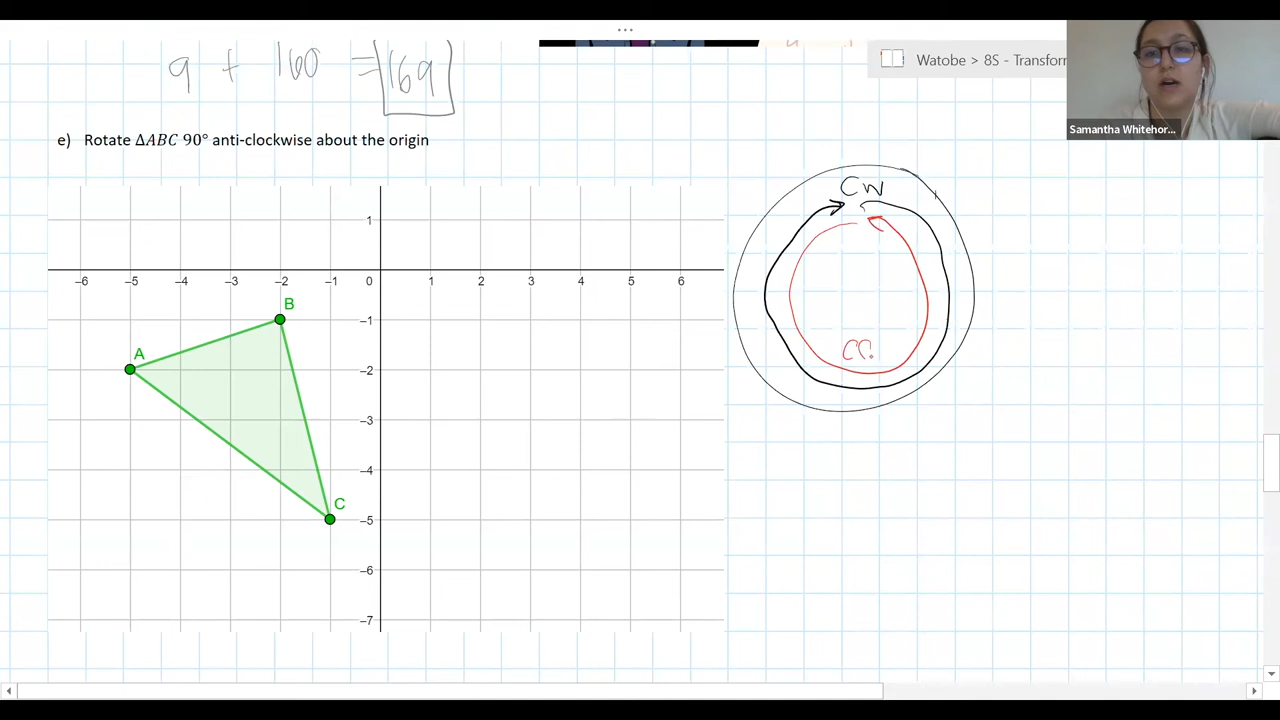 9 + 160 = 169
Watobe > 8S - Transform
Samantha Whitehor...
e) Rotate ΔABC 90° anti-clockwise about the origin
CW
CC
1
-6 -5 -4 -3 -2 -1 0 1 2 3 4 5 6
B
-1
A
-2
-3
-4
C
-5
-6
-7